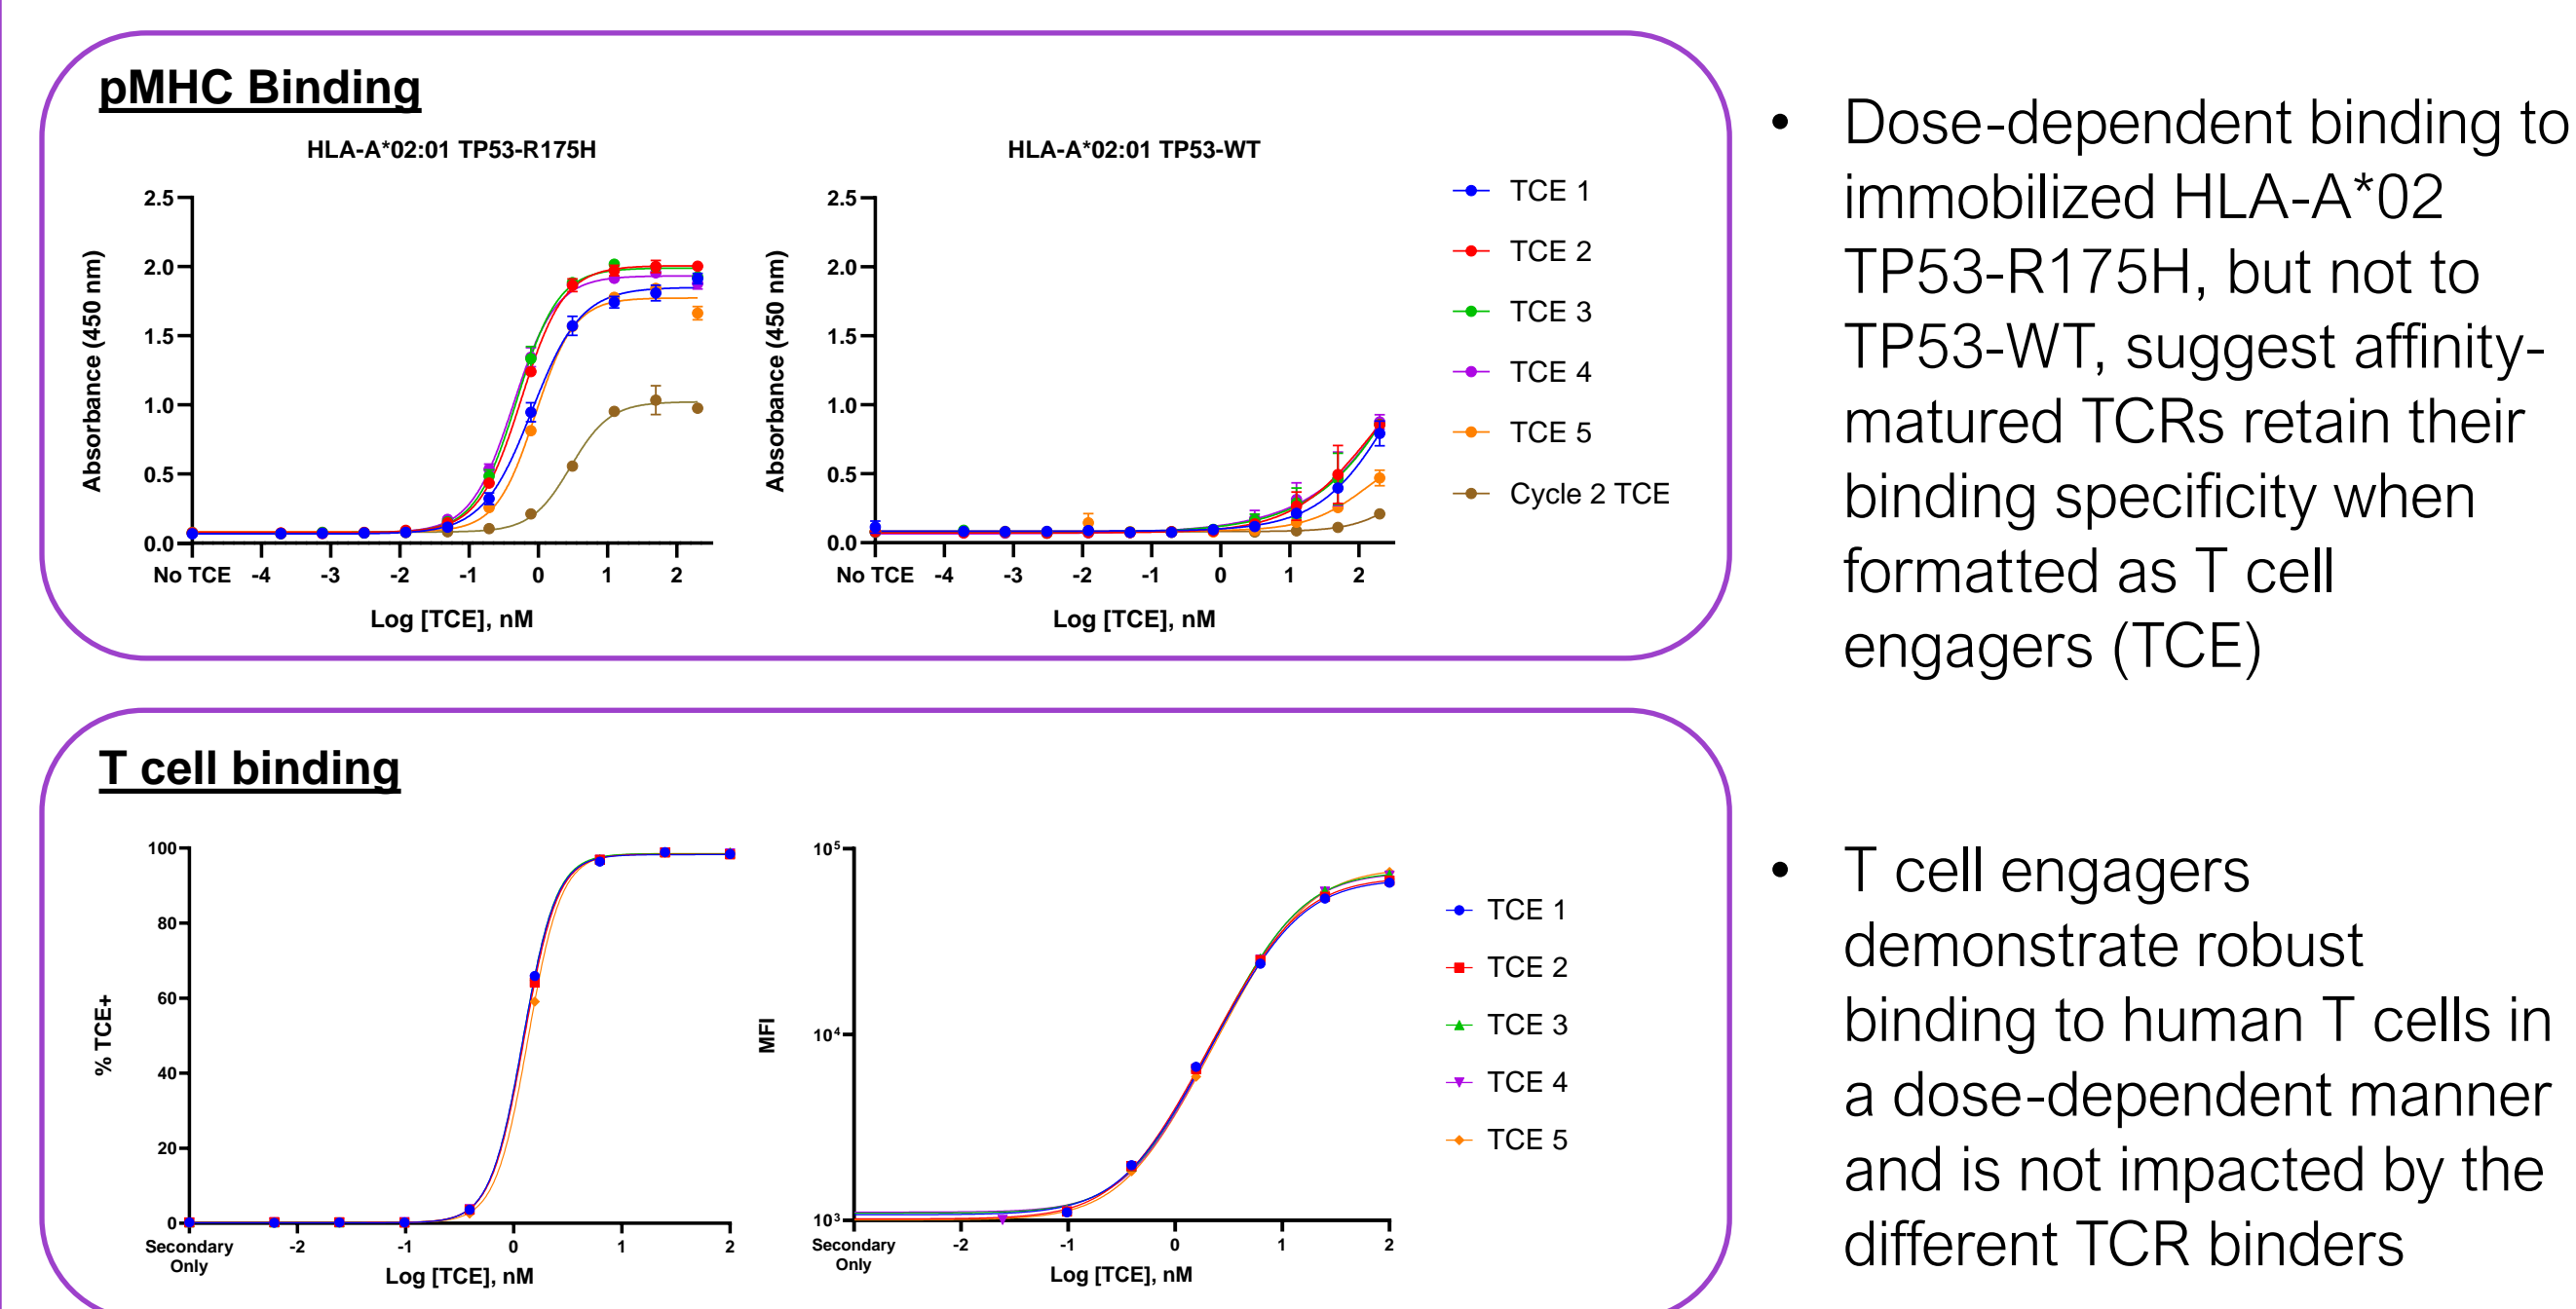 pMHC Binding
HLA-A*02:01 TP53-R175H
2.5
2.0
1.5
1.0
0.5
0.0
Absorbance (450 nm)
No TCE -4 -3 -2 -1 0 1 2
Log [TCE], nM
HLA-A*02:01 TP53-WT
2.5
2.0
1.5
1.0
0.5
0.0
Absorbance (450 nm)
No TCE -4 -3 -2 -1 0 1 2
Log [TCE], nM
TCE 1
TCE 2
TCE 3
TCE 4
TCE 5
Cycle 2 TCE
• Dose-dependent binding to
immobilized HLA-A*02
TP53-R175H, but not to
TP53-WT, suggest affinity-
matured TCRs retain their
binding specificity when
formatted as T cell
engagers (TCE)
T cell binding
100
80
60
40
20
0
% TCE+
Secondary Only -2 -1 0 1 2
Log [TCE], nM
10⁵
10⁴
10³
MFI
Secondary Only -2 -1 0 1 2
Log [TCE], nM
TCE 1
TCE 2
TCE 3
TCE 4
TCE 5
• T cell engagers
demonstrate robust
binding to human T cells in
a dose-dependent manner
and is not impacted by the
different TCR binders